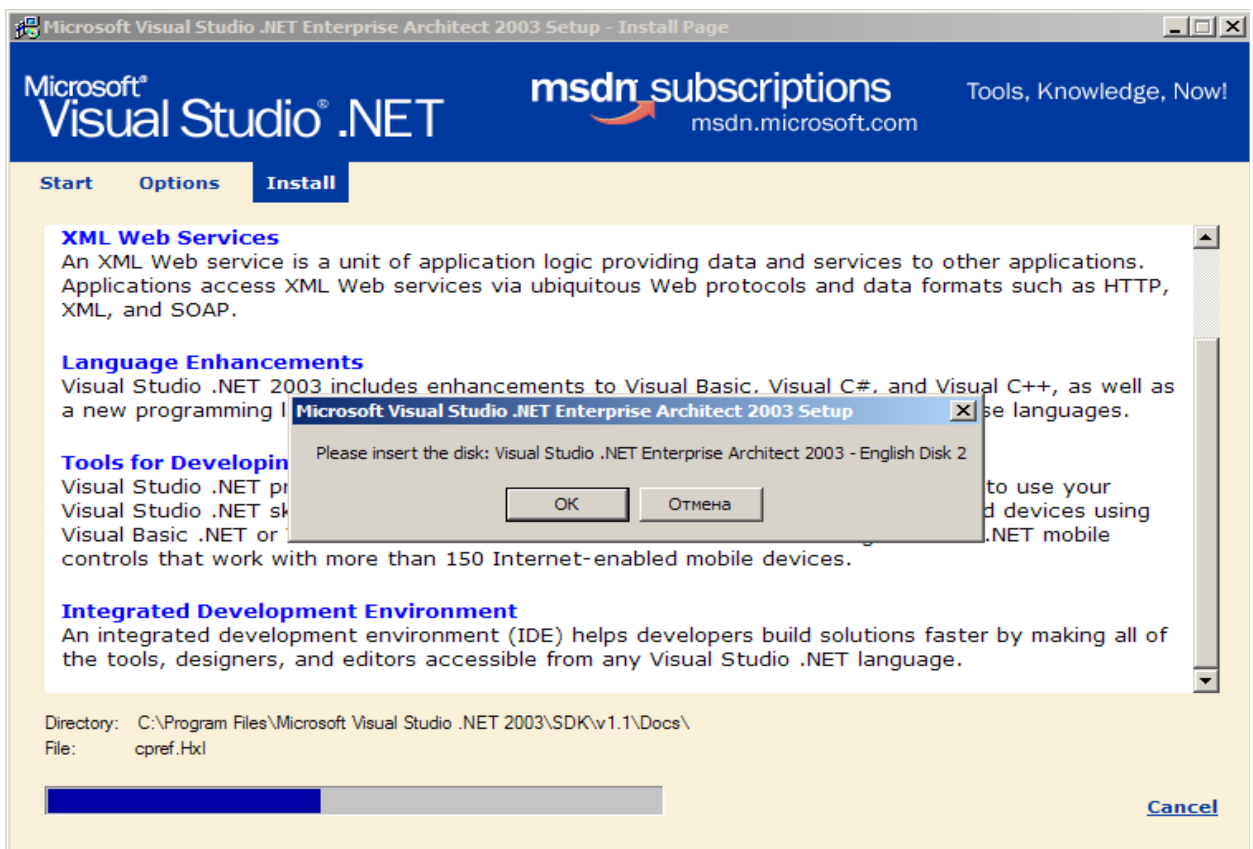 Microsoft Visual Studio .NET Enterprise Architect 2003 Setup - Install Page
Microsoft®
Visual Studio® .NET
msdn subscriptions
msdn.microsoft.com
Tools, Knowledge, Now!
Start Options Install
XML Web Services
An XML Web service is a unit of application logic providing data and services to other applications.
Applications access XML Web services via ubiquitous Web protocols and data formats such as HTTP,
XML, and SOAP.
Language Enhancements
Visual Studio .NET 2003 includes enhancements to Visual Basic, Visual C#, and Visual C++, as well as
a new programming
se languages.
Microsoft Visual Studio .NET Enterprise Architect 2003 Setup
Please insert the disk: Visual Studio .NET Enterprise Architect 2003 - English Disk 2
OK Отмена
Tools for Developin
Visual Studio .NET pr
to use your
Visual Studio .NET sk
d devices using
Visual Basic .NET or
.NET mobile
controls that work with more than 150 Internet-enabled mobile devices.
Integrated Development Environment
An integrated development environment (IDE) helps developers build solutions faster by making all of
the tools, designers, and editors accessible from any Visual Studio .NET language.
Directory: C:\Program Files\Microsoft Visual Studio .NET 2003\SDK\v1.1\Docs\
File: cpref.HxI
Cancel